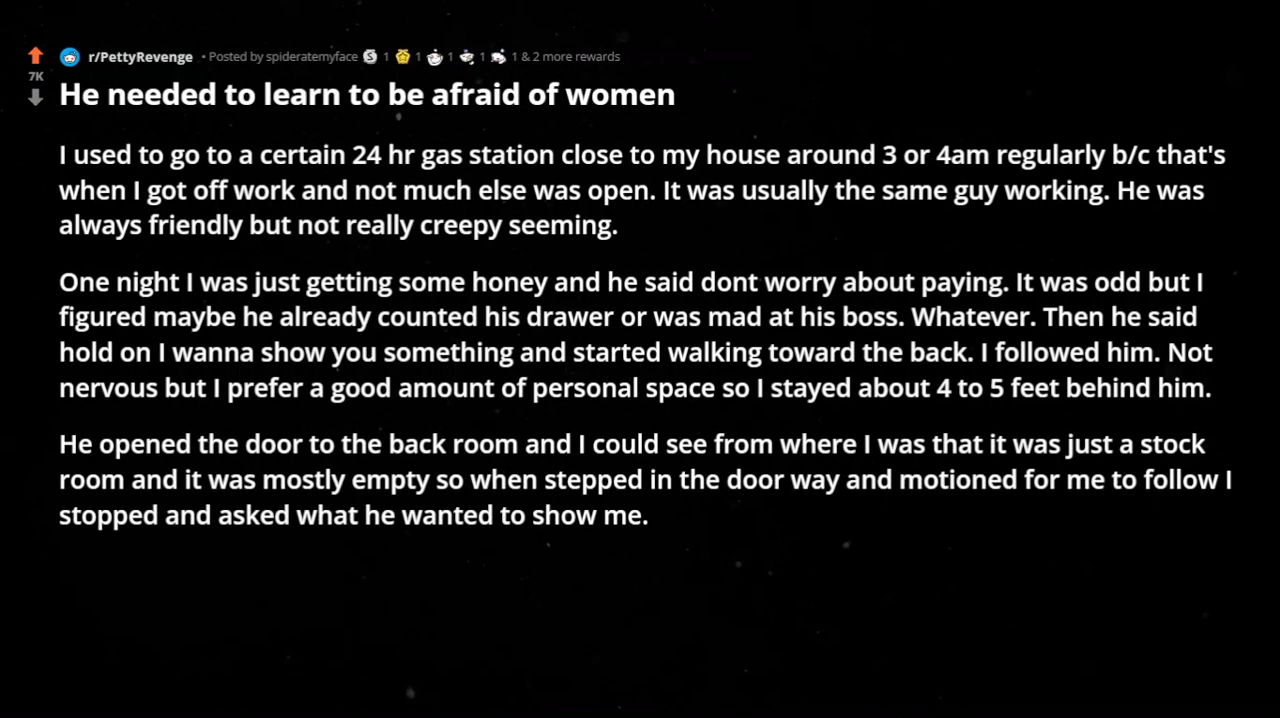 r/PettyRevenge • Posted by spideratemyface 1 1 1 1 1 & 2 more rewards
7K
He needed to learn to be afraid of women
I used to go to a certain 24 hr gas station close to my house around 3 or 4am regularly b/c that's
when I got off work and not much else was open. It was usually the same guy working. He was
always friendly but not really creepy seeming.
One night I was just getting some honey and he said dont worry about paying. It was odd but I
figured maybe he already counted his drawer or was mad at his boss. Whatever. Then he said
hold on I wanna show you something and started walking toward the back. I followed him. Not
nervous but I prefer a good amount of personal space so I stayed about 4 to 5 feet behind him.
He opened the door to the back room and I could see from where I was that it was just a stock
room and it was mostly empty so when stepped in the door way and motioned for me to follow I
stopped and asked what he wanted to show me.